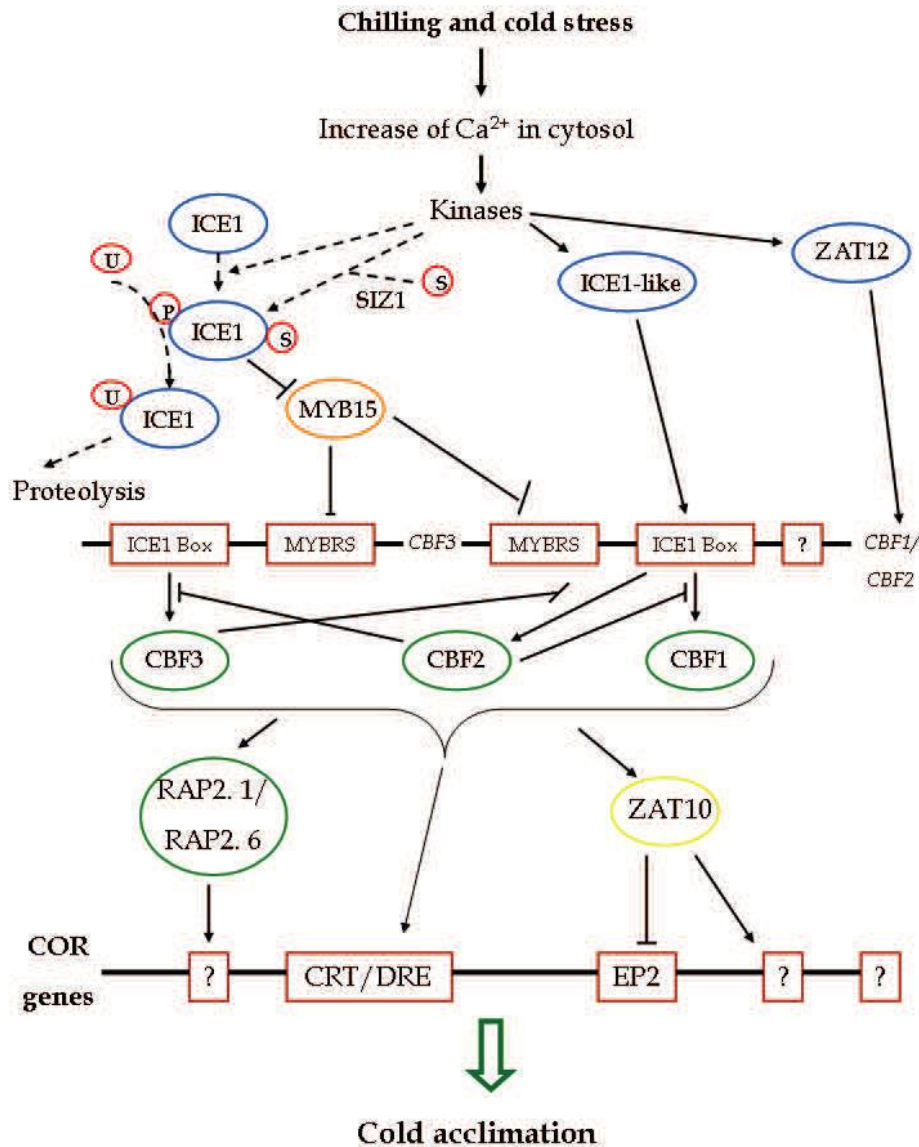 Chilling and cold stress
Increase of Ca²⁺ in cytosol
Kinases
ICE1
ZAT12
U
ICE1-like
S
SIZ1
P
ICE1
S
U
ICE1
MYB15
Proteolysis
ICE1 Box
MYBRS
CBF3
MYBRS
ICE1 Box
?
CBF1/
CBF2
CBF3
CBF2
CBF1
RAP2. 1/
RAP2. 6
ZAT10
COR
genes
?
CRT/DRE
EP2
?
?
Cold acclimation